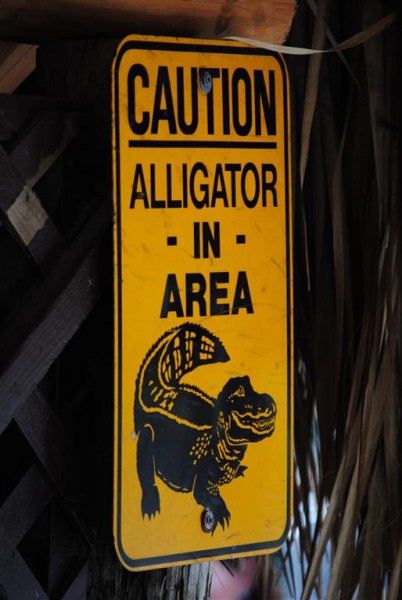 CAUTION
ALLIGATOR
- IN -
AREA